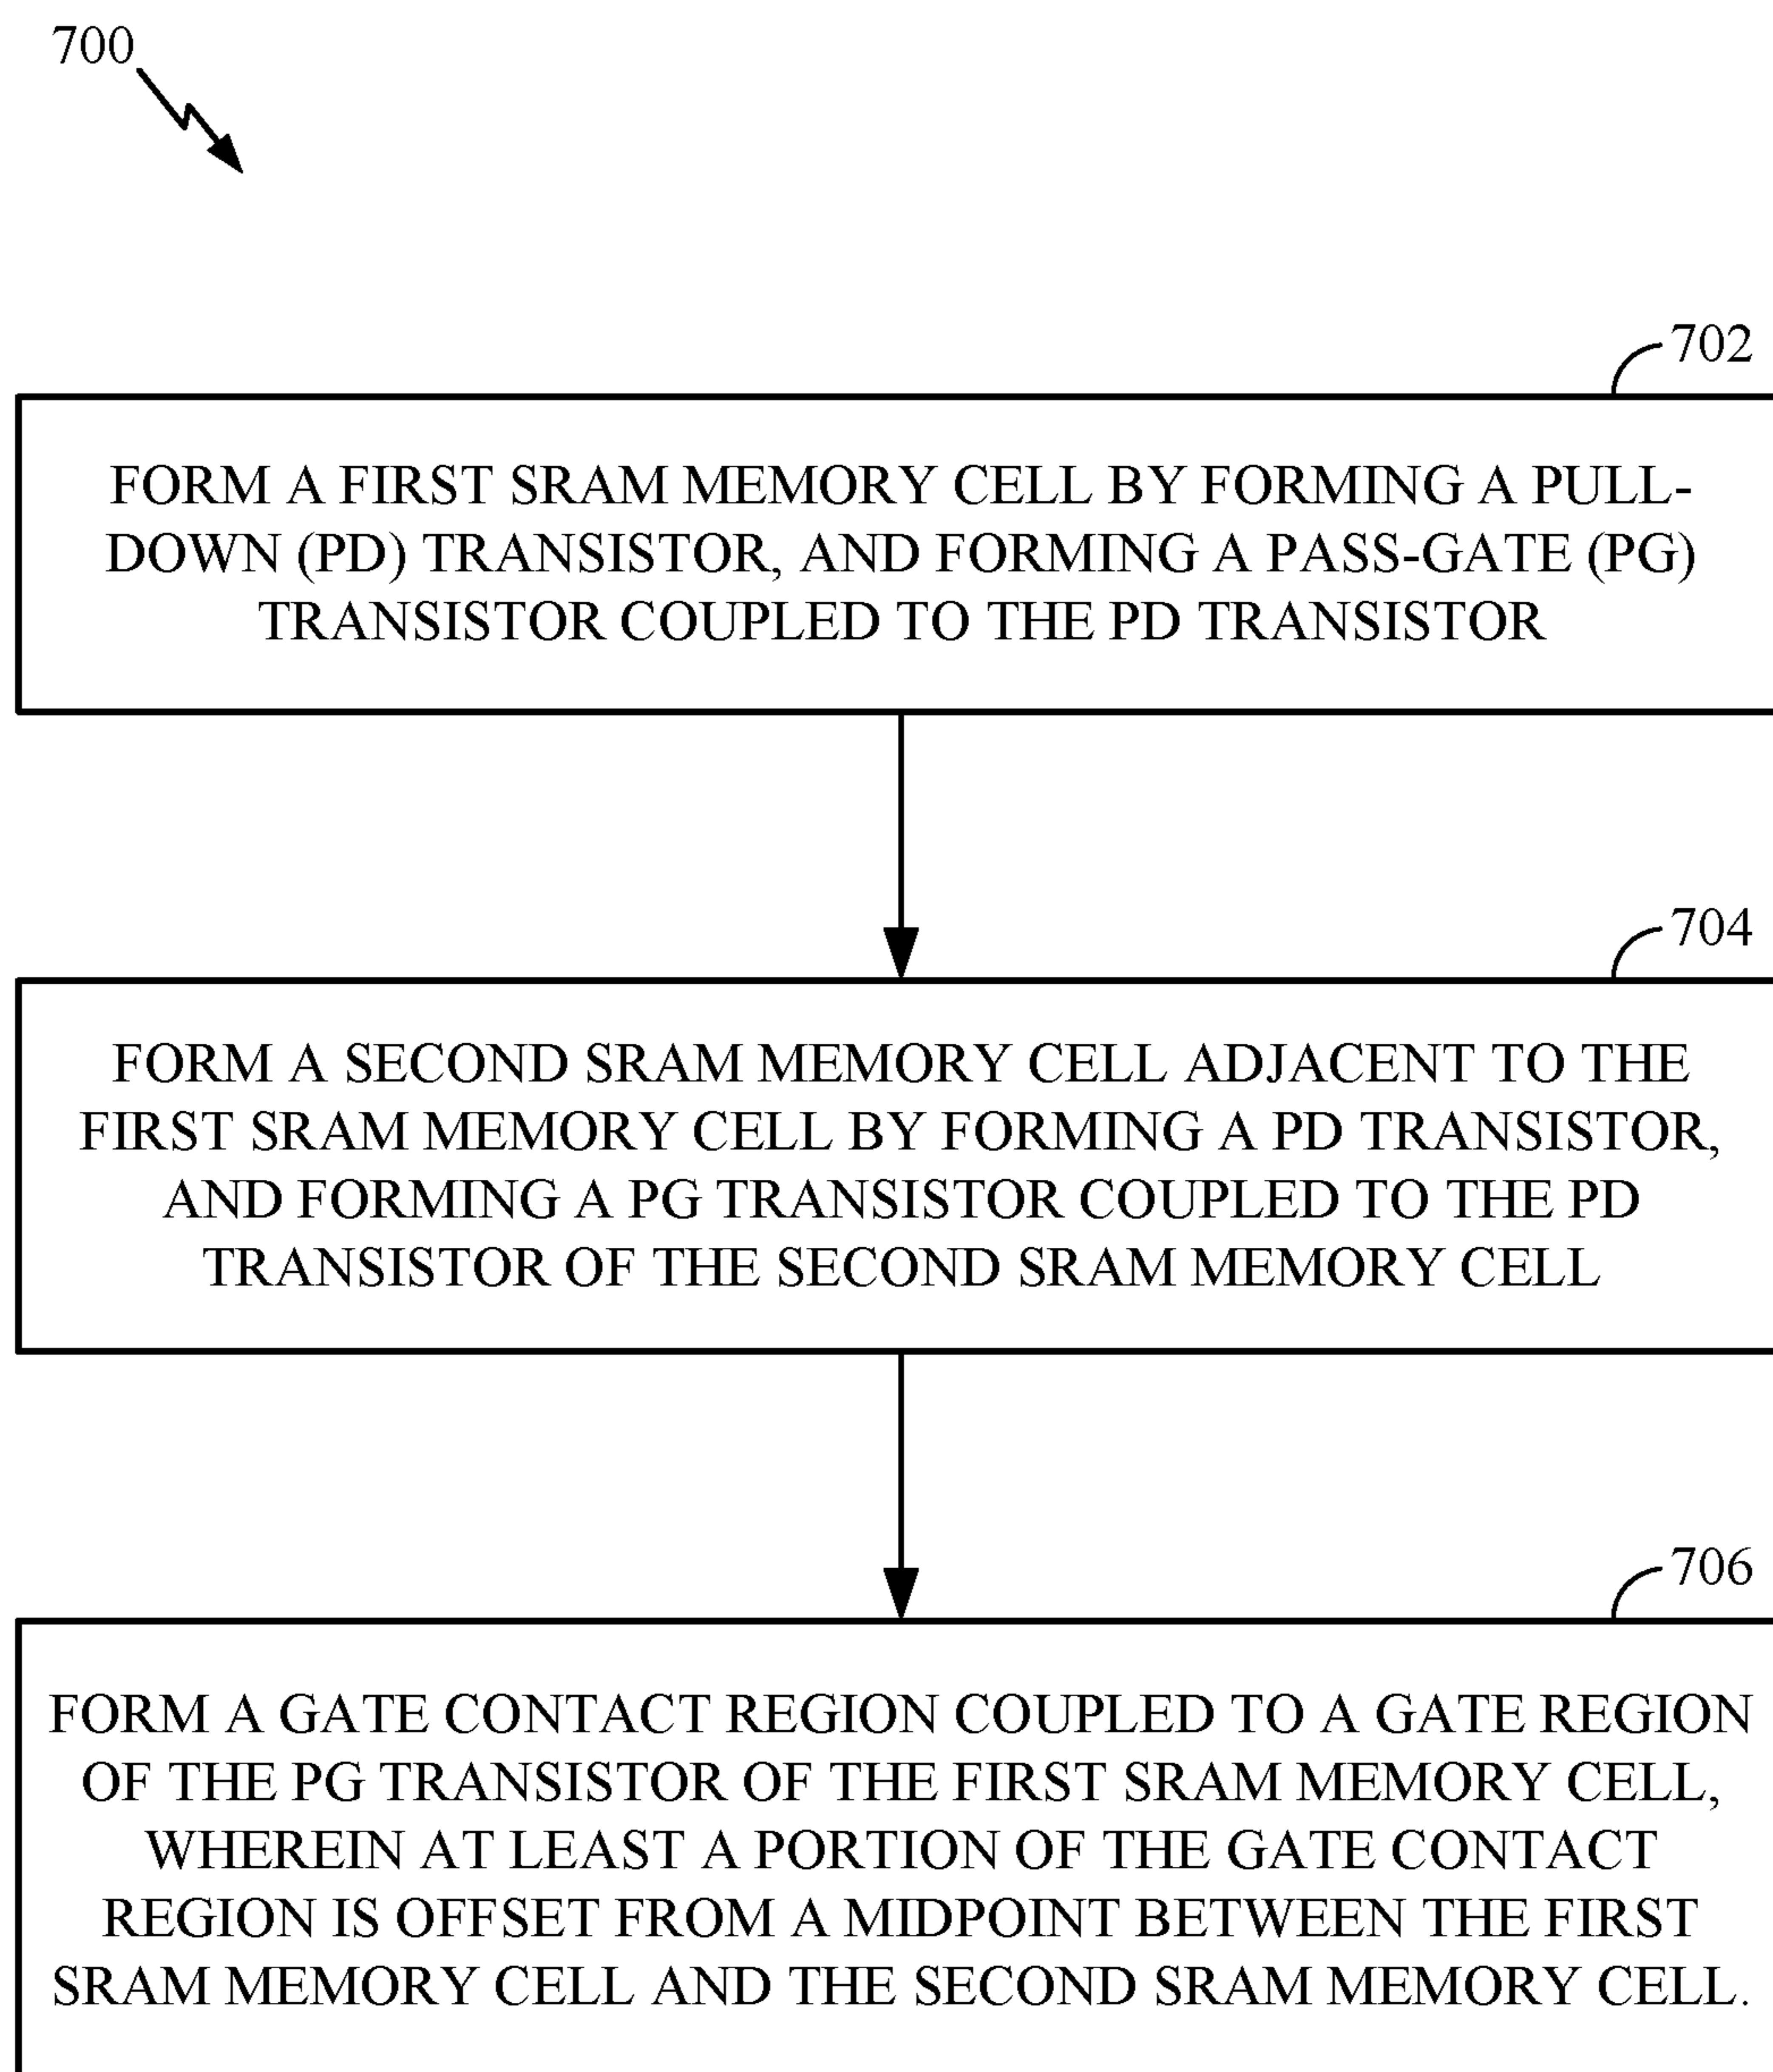 700
702
FORM A FIRST SRAM MEMORY CELL BY FORMING A PULL-
DOWN (PD) TRANSISTOR, AND FORMING A PASS-GATE (PG)
TRANSISTOR COUPLED TO THE PD TRANSISTOR
704
FORM A SECOND SRAM MEMORY CELL ADJACENT TO THE
FIRST SRAM MEMORY CELL BY FORMING A PD TRANSISTOR,
AND FORMING A PG TRANSISTOR COUPLED TO THE PD
TRANSISTOR OF THE SECOND SRAM MEMORY CELL
706
FORM A GATE CONTACT REGION COUPLED TO A GATE REGION
OF THE PG TRANSISTOR OF THE FIRST SRAM MEMORY CELL,
WHEREIN AT LEAST A PORTION OF THE GATE CONTACT
REGION IS OFFSET FROM A MIDPOINT BETWEEN THE FIRST
SRAM MEMORY CELL AND THE SECOND SRAM MEMORY CELL.